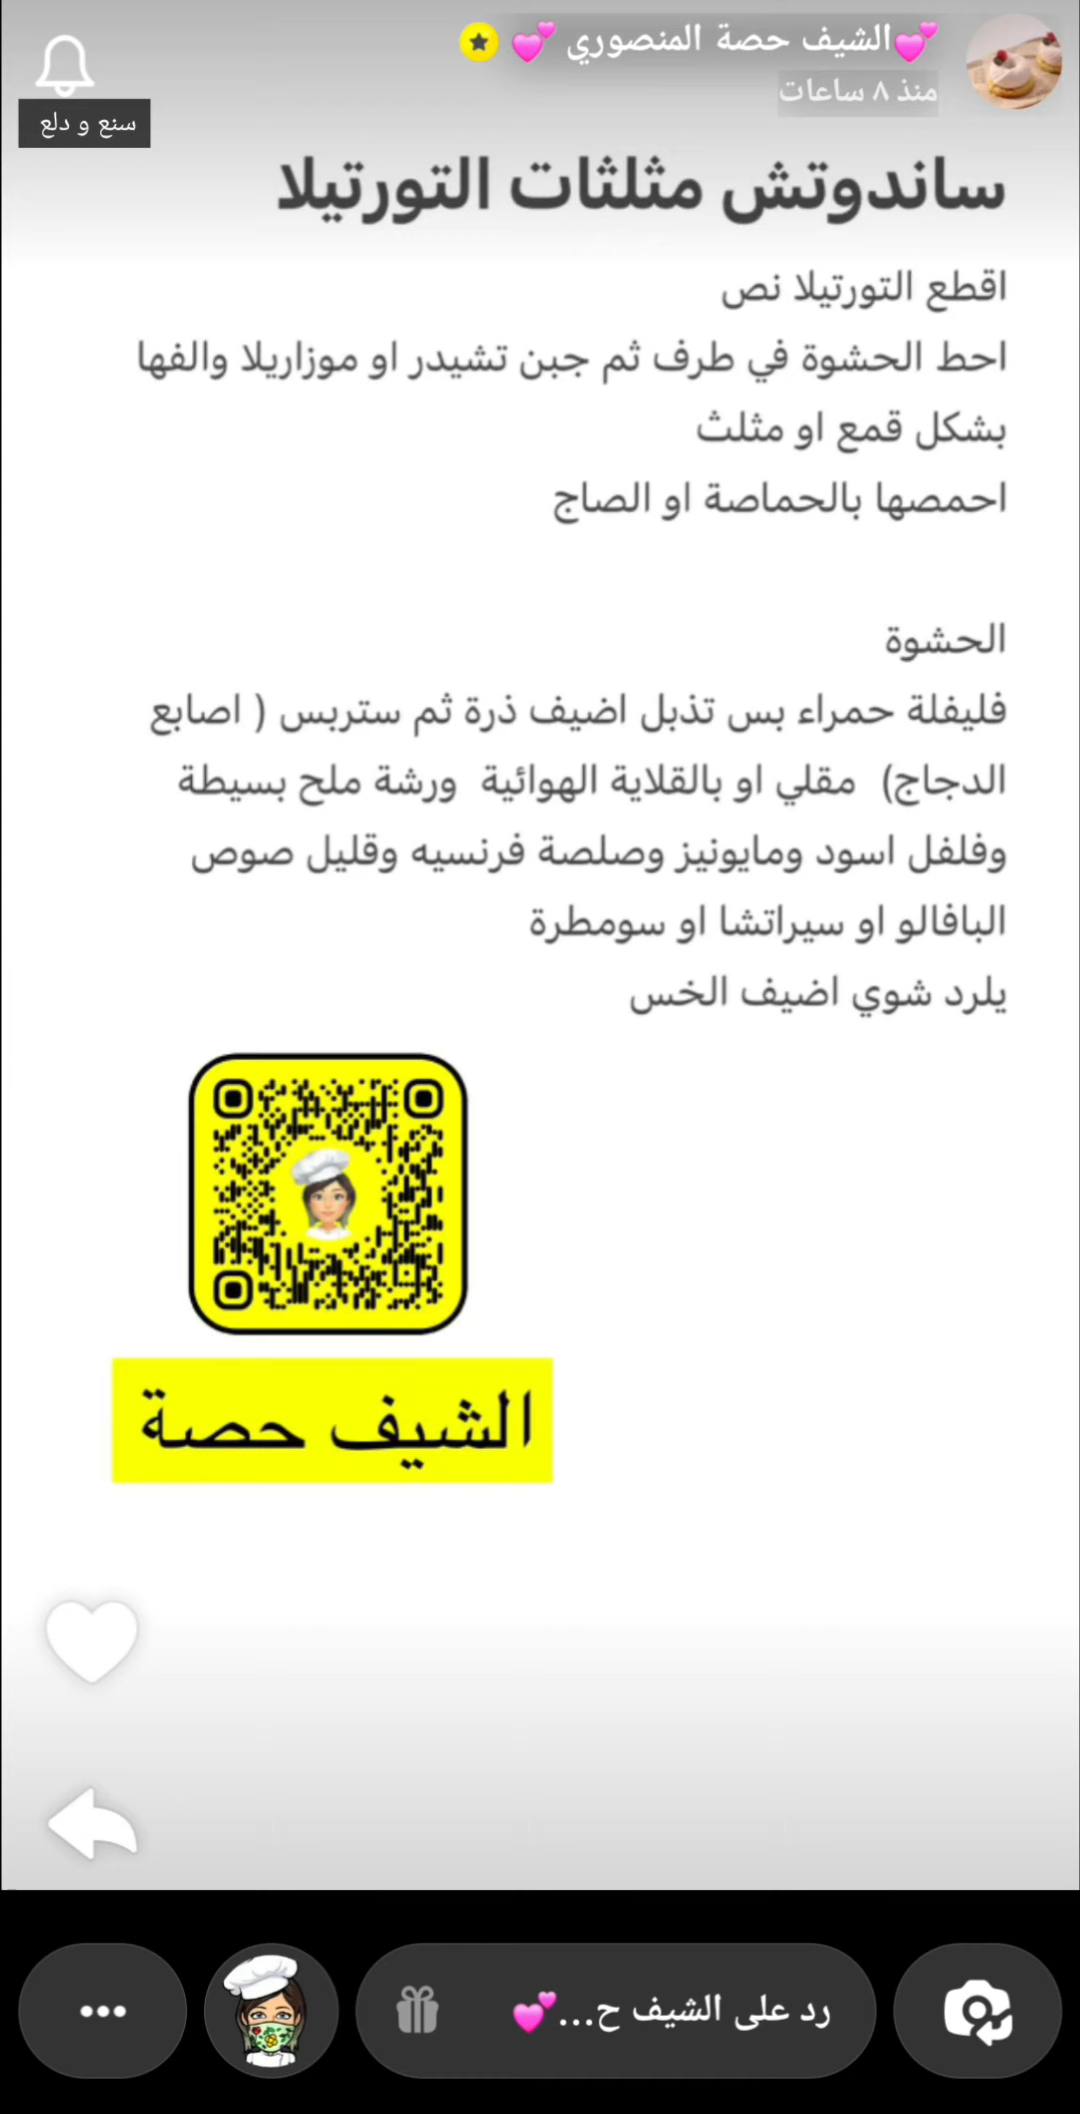 💕الشيف حصة المنصوري 💕
منذ ٨ ساعات
سنع و دلع
ساندوتش مثلثات التورتيلا
اقطع التورتيلا نص
احط الحشوة في طرف ثم جبن تشيدر او موزاريلا والفها
بشكل قمع او مثلث
احمصها بالحماصة او الصاج
الحشوة
فليفلة حمراء بس تذبل اضيف ذرة ثم ستربس ( اصابع
الدجاج) مقلي او بالقلاية الهوائية ورشة ملح بسيطة
وفلفل اسود ومايونيز وصلصة فرنسيه وقليل صوص
البافالو او سيراتشا او سومطرة
يلرد شوي اضيف الخس
الشيف حصة
رد على الشيف ح...💕